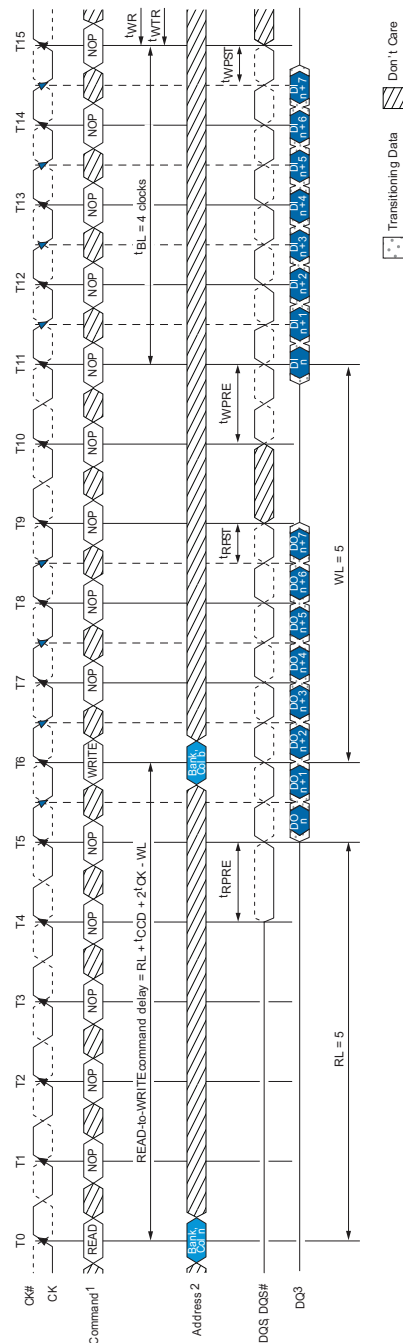 T0 T1 T2 T3 T4 T5 T6 T7 T8 T9 T10 T11 T12 T13 T14 T15
CK#
CK
Command1 READ NOP NOP NOP NOP NOP WRITE NOP NOP NOP NOP NOP NOP NOP NOP NOP
tWR
tWTR
READ-to-WRITEcommand delay = RL + tCCD + 2tCK - WL
tBL = 4 clocks
Address2 Bank, Col n Bank, Col b
tRPRE tRPST tWPRE tWPST
DQS, DQS#
DQ3 DO n DO n+1 DO n+2 DO n+3 DO n+4 DO n+5 DO n+6 DO n+7 DI n DI n+1 DI n+2 DI n+3 DI n+4 DI n+5 DI n+6 DI n+7
RL = 5
WL = 5
Transitioning Data Don't Care